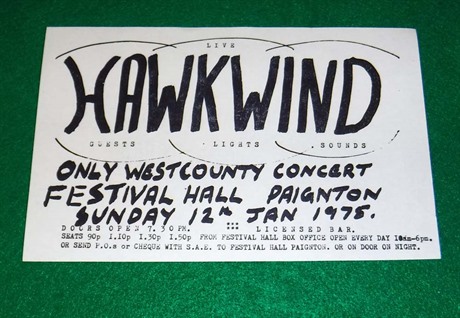 LIVE
HAWKWIND
GUESTS LIGHTS SOUNDS
ONLY WESTCOUNTY CONCERT
FESTIVAL HALL PAIGNTON
SUNDAY 12TH JAN 1975.
DOORS OPEN 7.30 PM. ::: LICENSED BAR.
SEATS 90p 1.10p 1.30p 1.50p FROM FESTIVAL HALL BOX OFFICE OPEN EVERY DAY 10am-6pm.
OR SEND P.O.s or CHEQUE WITH S.A.E. TO FESTIVAL HALL PAIGNTON. OR ON DOOR ON NIGHT.